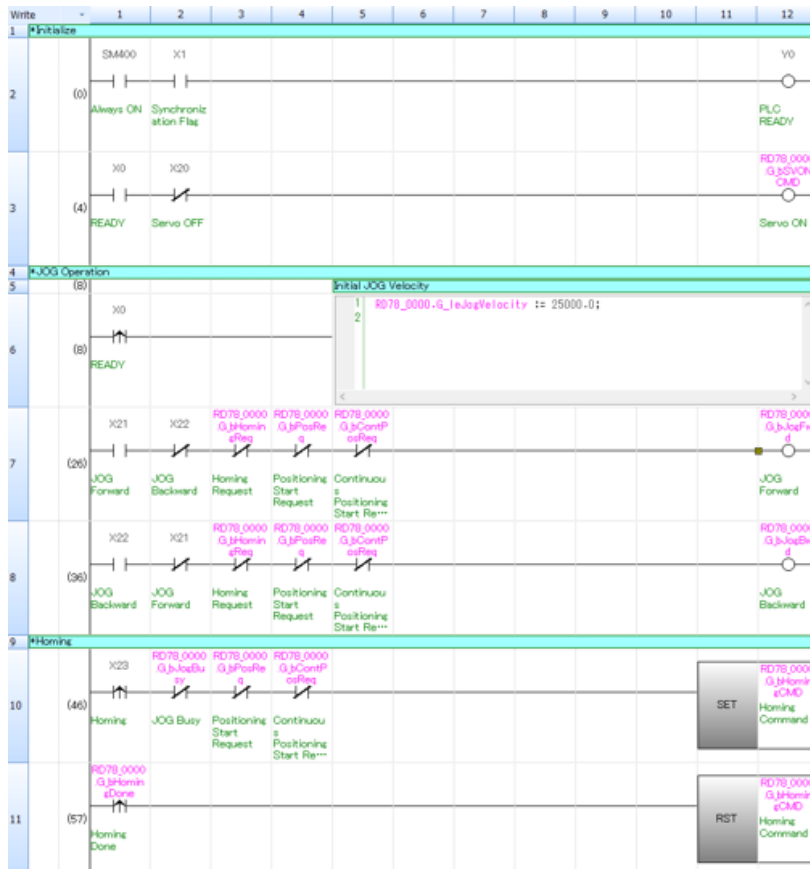 Write 1 2 3 4 5 6 7 8 9 10 11 12
1 *Initialize
SM400 X1 Y0
2 (0)
Always ON Synchroniz PLC
ation Flag READY
RD78_0000
X0 X20 .G_bSVON
CMD
3 (4)
READY Servo OFF Servo ON
4 *JOG Operation
5 (8) Initial JOG Velocity
1 RD78_0000.G_leJogVelocity := 25000.0;
X0 2
6 (8)
READY
RD78_0000 RD78_0000 RD78_0000 RD78_0000
X21 X22 .G_bHomin .G_bPosRe .G_bContP .G_bJogFw
gReq q osReq d
7 (26)
JOG JOG Homing Positioning Continuou JOG
Forward Backward Request Start s Forward
Request Positioning
Start Re…
RD78_0000 RD78_0000 RD78_0000 RD78_0000
X22 X21 .G_bHomin .G_bPosRe .G_bContP .G_bJogBw
gReq q osReq d
8 (36)
JOG JOG Homing Positioning Continuou JOG
Backward Forward Request Start s Backward
Request Positioning
Start Re…
9 *Homing
RD78_0000 RD78_0000 RD78_0000 RD78_0000
X23 .G_bJogBu .G_bPosRe .G_bContP .G_bHomin
sy q osReq gCMD
10 (46) SET Homing
Homing JOG Busy Positioning Continuou Command
Start s
Request Positioning
Start Re…
RD78_0000 RD78_0000
.G_bHomin .G_bHomin
gDone gCMD
11 (57) RST Homing
Homing Command
Done